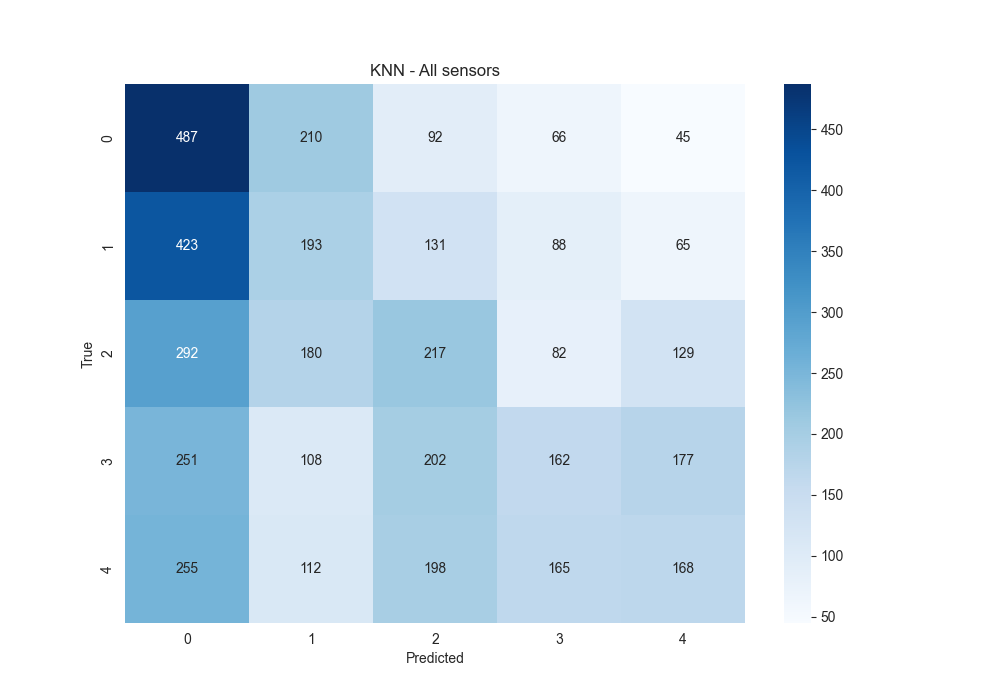 KNN - All sensors
0 487 210 92 66 45
1 423 193 131 88 65
2 292 180 217 82 129
3 251 108 202 162 177
4 255 112 198 165 168
True
0 1 2 3 4
Predicted
450
400
350
300
250
200
150
100
50